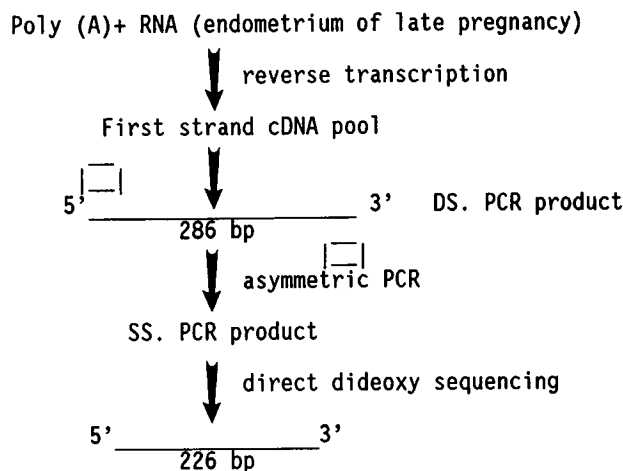 Poly (A)+ RNA (endometrium of late pregnancy)
reverse transcription
First strand cDNA pool
5' 3' DS. PCR product
286 bp
asymmetric PCR
SS. PCR product
direct dideoxy sequencing
5' 3'
226 bp